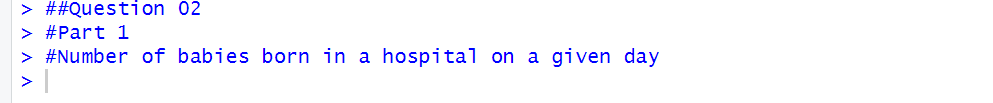 > ##Question 02
> #Part 1
> #Number of babies born in a hospital on a given day
>